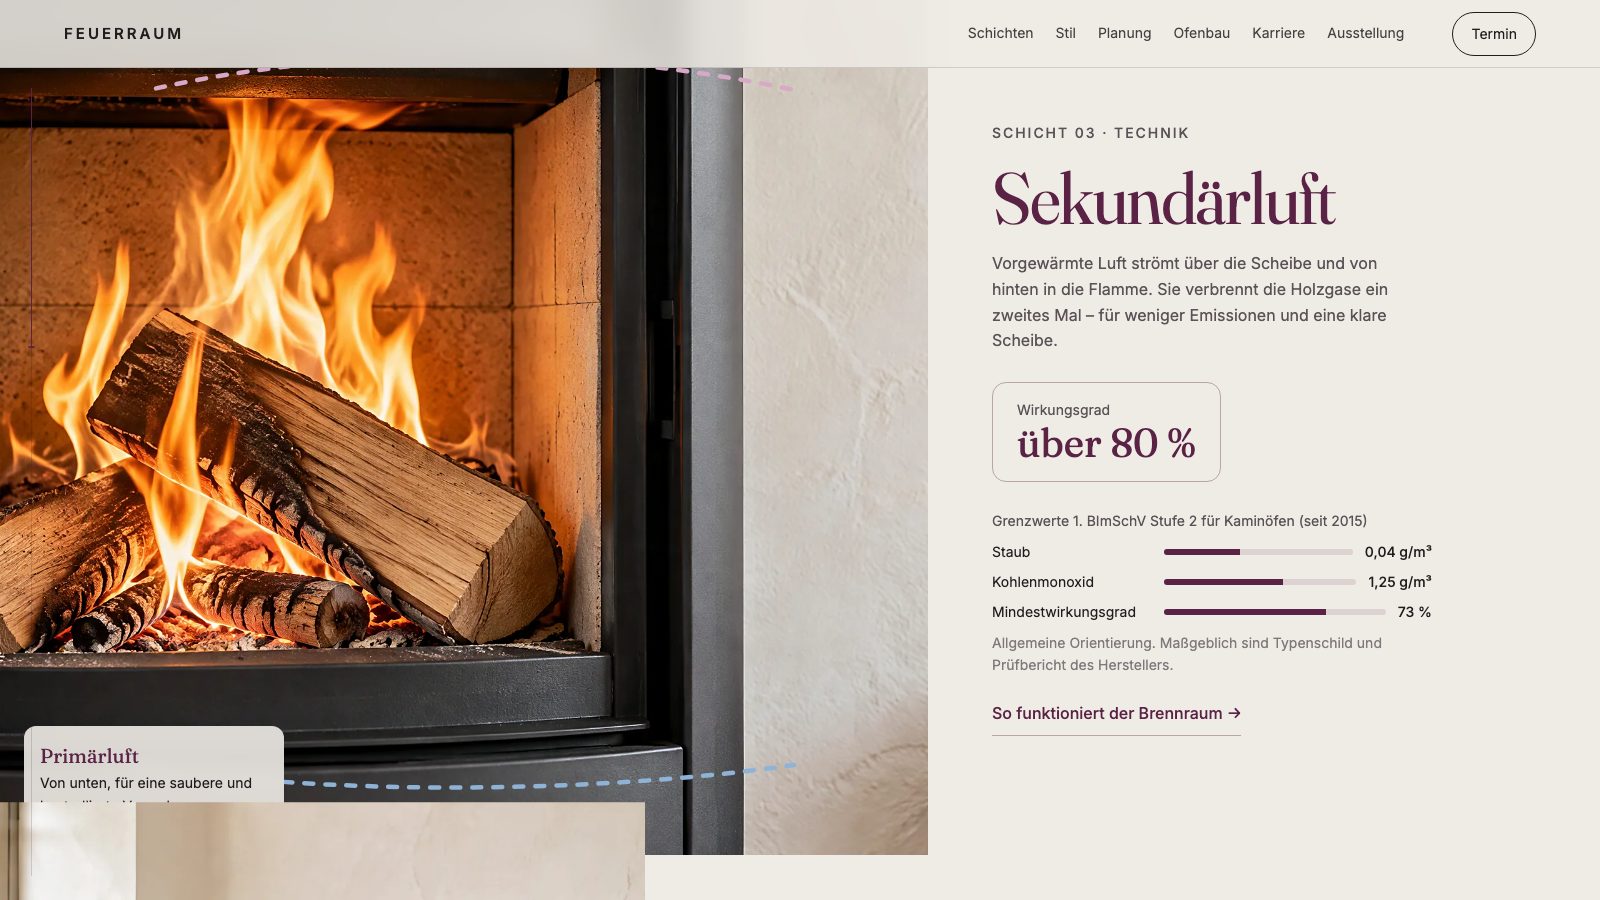 FEUERRAUM
Schichten Stil Planung Ofenbau Karriere Ausstellung Termin
SCHICHT 03 · TECHNIK
Sekundärluft
Vorgewärmte Luft strömt über die Scheibe und von
hinten in die Flamme. Sie verbrennt die Holzgase ein
zweites Mal – für weniger Emissionen und eine klare
Scheibe.
Wirkungsgrad
über 80 %
Grenzwerte 1. BImSchV Stufe 2 für Kaminöfen (seit 2015)
Staub 0,04 g/m³
Kohlenmonoxid 1,25 g/m³
Mindestwirkungsgrad 73 %
Allgemeine Orientierung. Maßgeblich sind Typenschild und
Prüfbericht des Herstellers.
So funktioniert der Brennraum →
Primärluft
Von unten, für eine saubere und